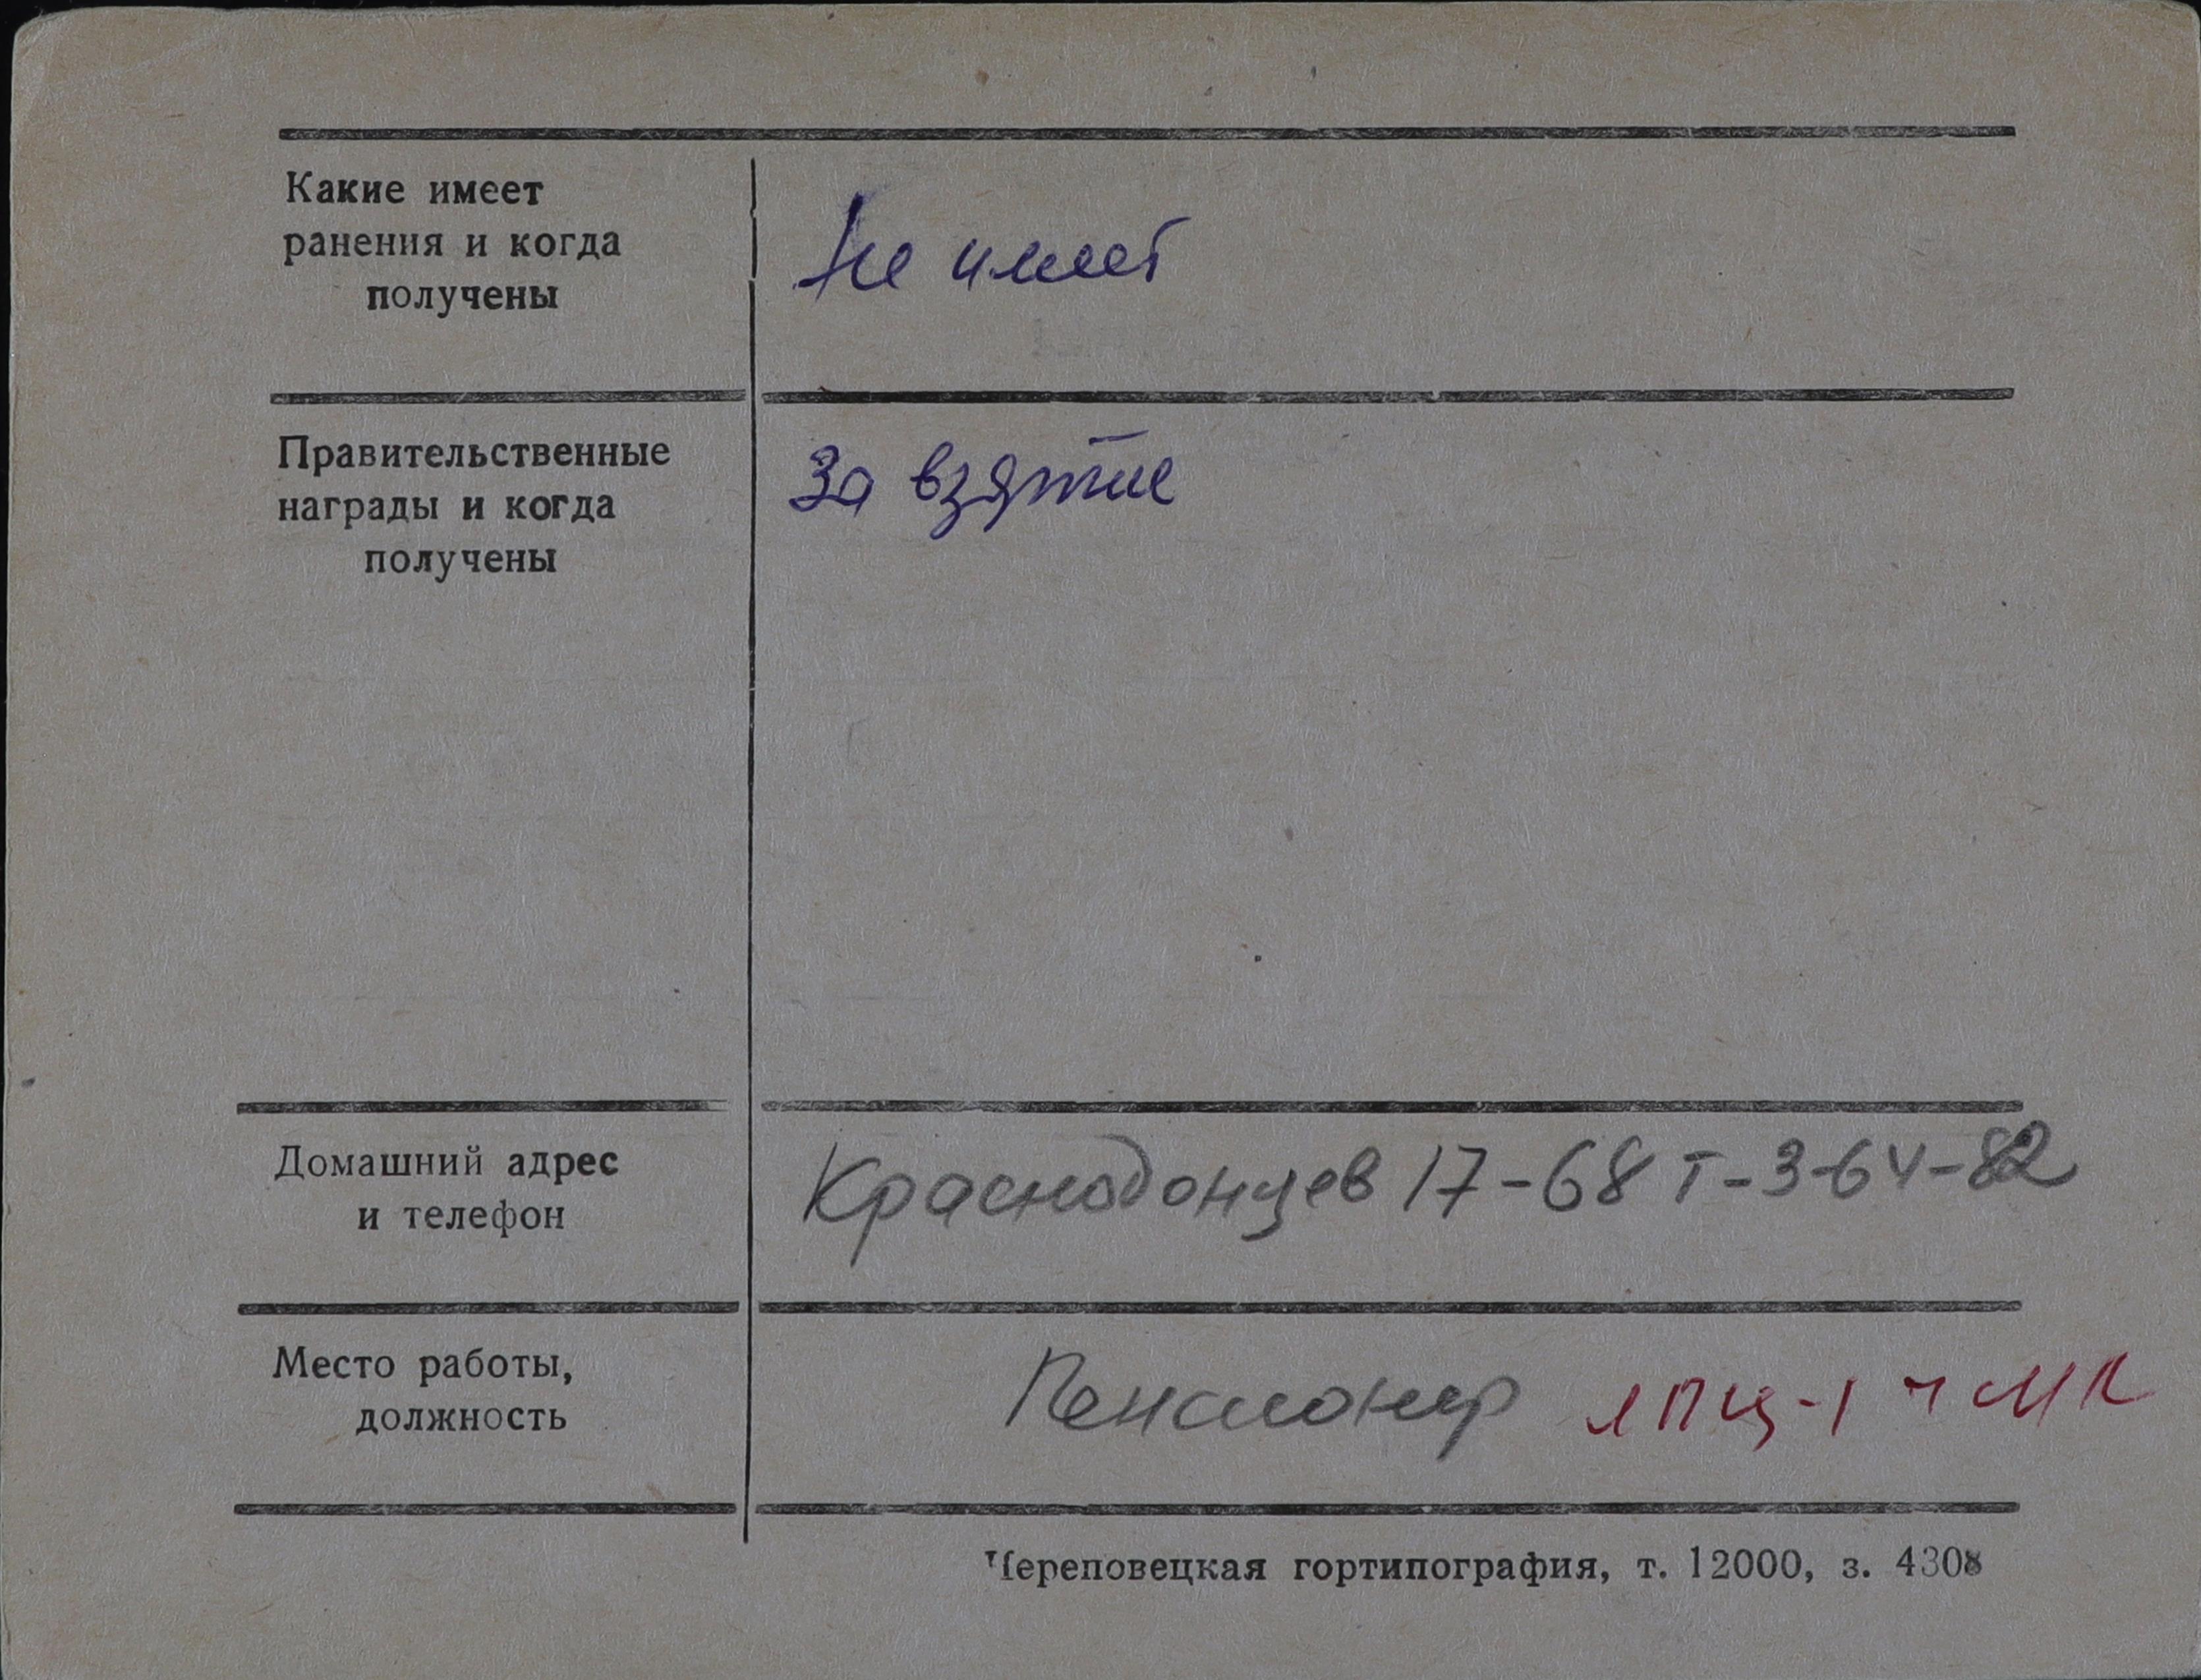 Какие имеет
ранения и когда
получены
Не имеет
Правительственные
награды и когда
получены
За взятие
Домашний адрес
и телефон
Краснодонцев 17-68 т-3-64-82
Место работы,
должность
Пенсионер ЛПЦ-1 ЧМК
Череповецкая гортипография, т. 12000, з. 4308